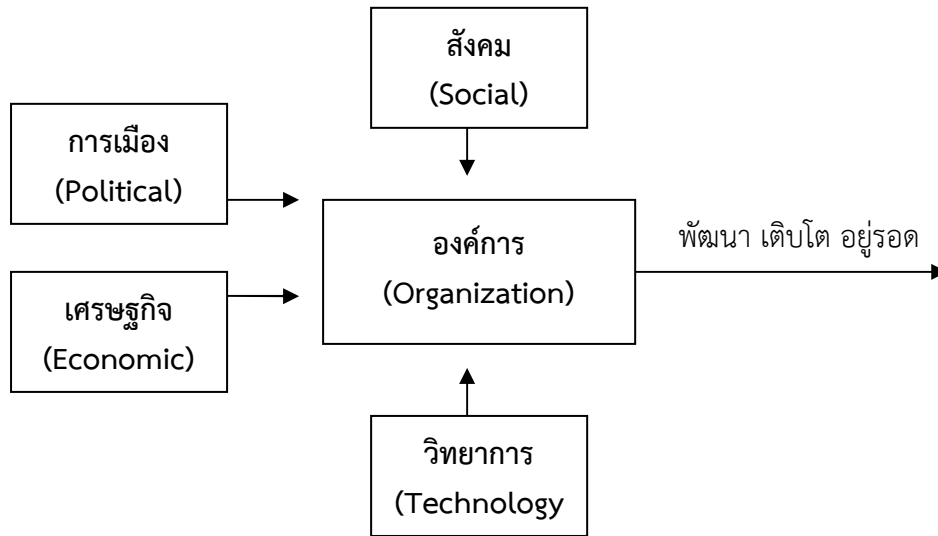 สังคม
(Social)
การเมือง
(Political)
องค์การ
(Organization)
พัฒนา เติบโต อยู่รอด
เศรษฐกิจ
(Economic)
วิทยาการ
(Technology